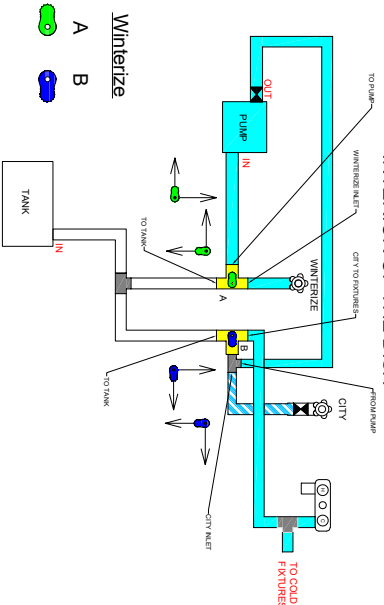 Winterize
A
B
OUT
PUMP
IN
TO PUMP
WINTERIZE INLET
CITY TO FIXTURES
FROM PUMP
WINTERIZE
CITY
TO TANK
A
B
TO TANK
CITY INLET
TANK
IN
H
C
TO COLD
FIXTURES